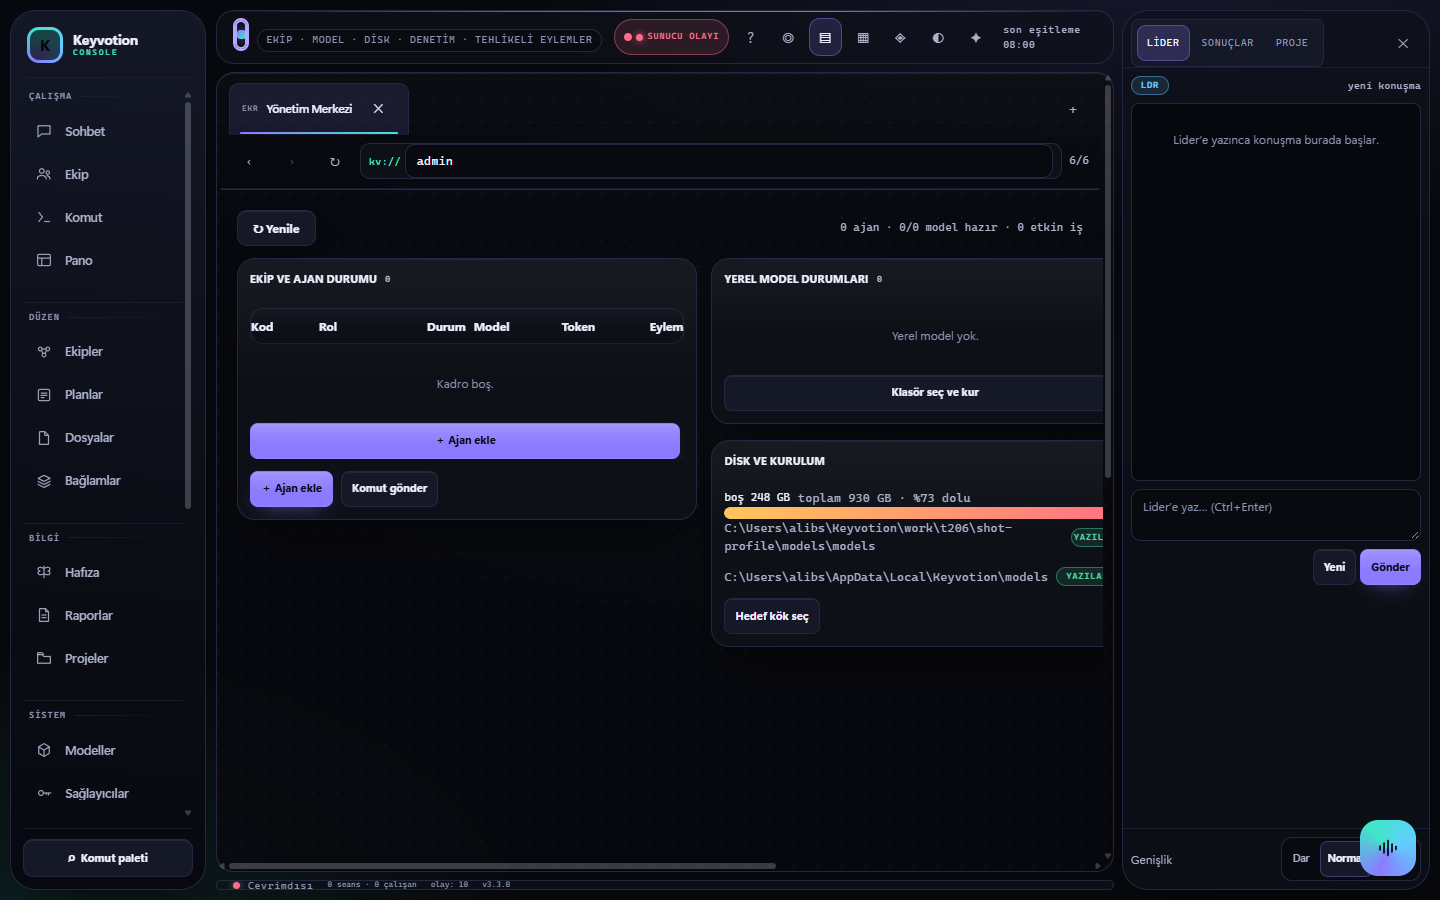 K
Keyvotion
CONSOLE
ÇALIŞMA
Sohbet
Ekip
Komut
Pano
DÜZEN
Ekipler
Planlar
Dosyalar
Bağlamlar
BİLGİ
Hafıza
Raporlar
Projeler
SİSTEM
Modeller
Sağlayıcılar
Komut paleti
EKİP · MODEL · DİSK · DENETİM · TEHLİKELİ EYLEMLER
SUNUCU OLAYI
?
son eşitleme
08:00
EKR Yönetim Merkezi
+
kv:// admin
6/6
↻ Yenile
0 ajan · 0/0 model hazır · 0 etkin iş
EKİP VE AJAN DURUMU 0
Kod Rol Durum Model Token Eylem
Kadro boş.
+ Ajan ekle
+ Ajan ekle
Komut gönder
YEREL MODEL DURUMLARI 0
Yerel model yok.
Klasör seç ve kur
DİSK VE KURULUM
boş 248 GB toplam 930 GB · %73 dolu
C:\Users\alibs\Keyvotion\work\t206\shot-
profile\models\models
YAZIL
C:\Users\alibs\AppData\Local\Keyvotion\models
YAZILA
Hedef kök seç
Çevrimdışı
0 seans · 0 çalışan
olay: 10
v3.3.0
LİDER
SONUÇLAR
PROJE
LDR
yeni konuşma
Lider'e yazınca konuşma burada başlar.
Lider'e yaz... (Ctrl+Enter)
Yeni
Gönder
Genişlik
Dar
Norma